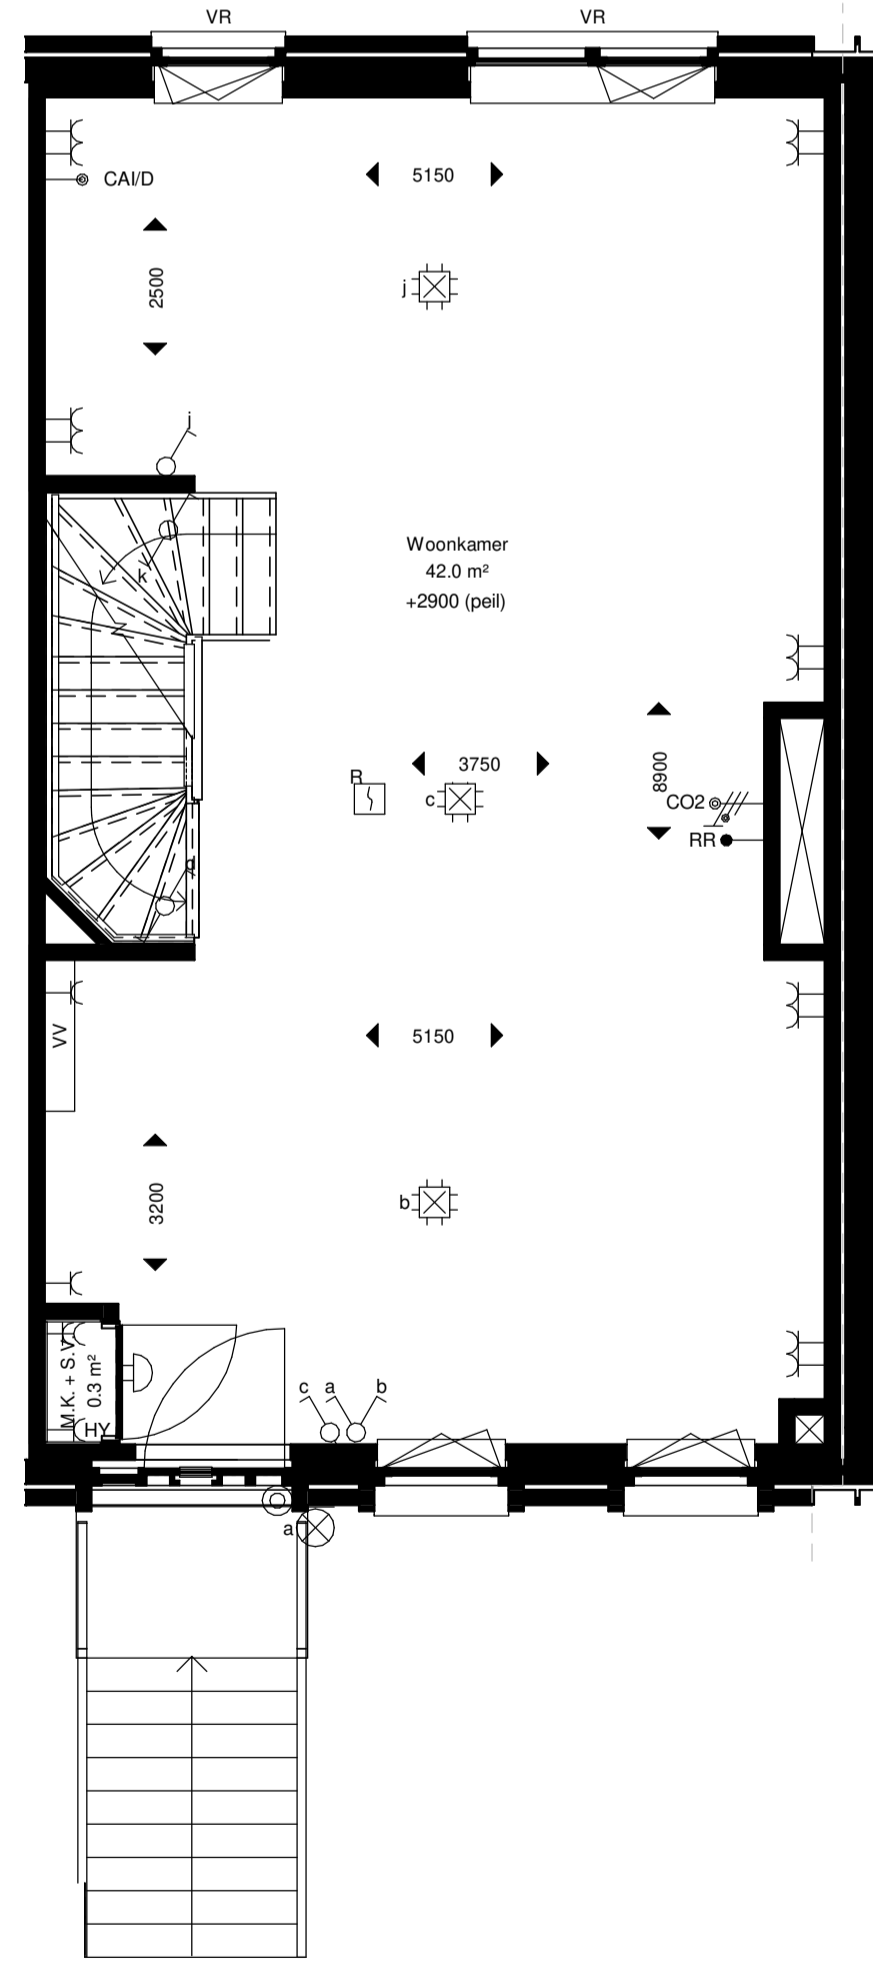 VR
VR
CAI/D
5150
2500
j
j
k
Woonkamer
42.0 m²
+2900 (peil)
3750
8900
R
c
CO2
RR
d
VV
5150
3200
b
M.K. + S.V.
0.3 m²
HY
c
a
b
a